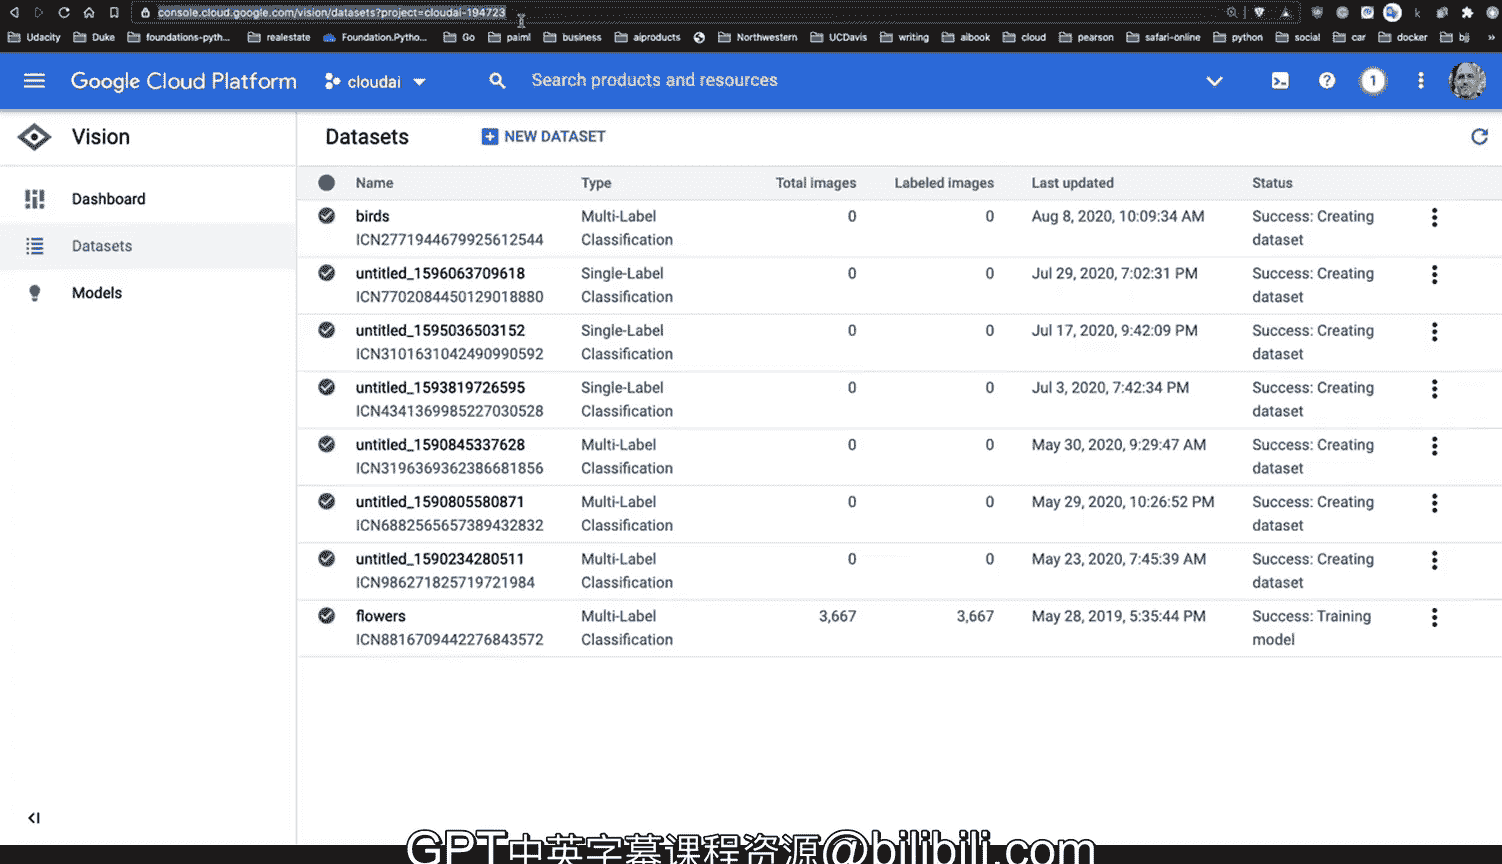 console.cloud.google.com/vision/datasets?project=cloudai-194723
Udacity Duke foundations-pyth... realestate Foundation.Pytho... Go paiml business aiproducts Northwestern UCDavis writing aibook cloud pearson safari-online python social car docker bjj »
Google Cloud Platform cloudai Search products and resources ? 1
Vision
Datasets NEW DATASET
Dashboard
Datasets
Models
Name Type Total images Labeled images Last updated Status
birds Multi-Label 0 0 Aug 8, 2020, 10:09:34 AM Success: Creating
ICN2771944679925612544 Classification dataset
untitled_1596063709618 Single-Label 0 0 Jul 29, 2020, 7:02:31 PM Success: Creating
ICN7702084450129018880 Classification dataset
untitled_1595036503152 Single-Label 0 0 Jul 17, 2020, 9:42:09 PM Success: Creating
ICN3101631042490990592 Classification dataset
untitled_1593819726595 Single-Label 0 0 Jul 3, 2020, 7:42:34 PM Success: Creating
ICN4341369985227030528 Classification dataset
untitled_1590845337628 Multi-Label 0 0 May 30, 2020, 9:29:47 AM Success: Creating
ICN3196369362386681856 Classification dataset
untitled_1590805580871 Multi-Label 0 0 May 29, 2020, 10:26:52 PM Success: Creating
ICN6882565657389432832 Classification dataset
untitled_1590234280511 Multi-Label 0 0 May 23, 2020, 7:45:39 AM Success: Creating
ICN986271825719721984 Classification dataset
flowers Multi-Label 3,667 3,667 May 28, 2019, 5:35:44 PM Success: Training
ICN8816709442276843572 Classification model
GPT中英字幕课程资源@bilibili.com